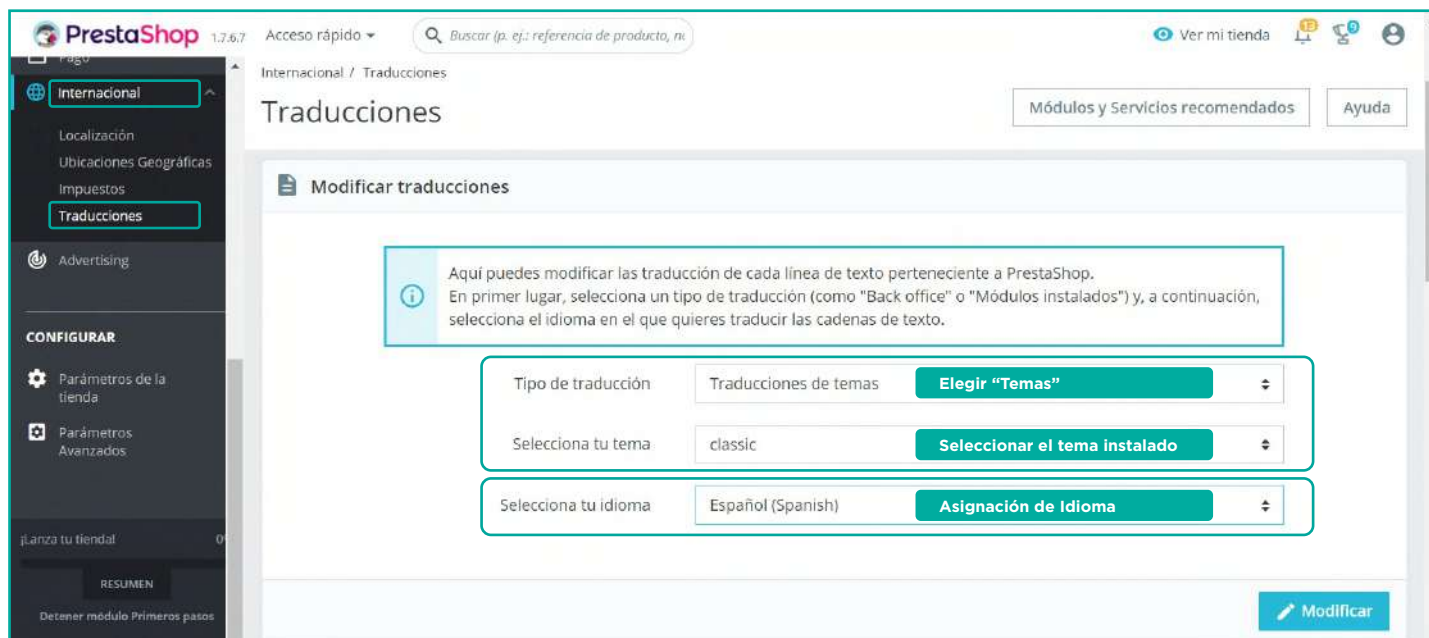 PrestaShop 1.7.6.7 Acceso rápido Buscar (p. ej.: referencia de producto, Ver mi tienda
Pago
Internacional
Localización
Ubicaciones Geográficas
Impuestos
Traducciones
Advertising
CONFIGURAR
Parámetros de la
tienda
Parámetros
Avanzados
¡Lanza tu tienda!
RESUMEN
Detener módulo Primeros pasos
Internacional / Traducciones
Traducciones
Módulos y Servicios recomendados Ayuda
Modificar traducciones
Aquí puedes modificar las traducción de cada línea de texto perteneciente a PrestaShop.
En primer lugar, selecciona un tipo de traducción (como "Back office" o "Módulos instalados") y, a continuación,
selecciona el idioma en el que quieres traducir las cadenas de texto.
Tipo de traducción Traducciones de temas Elegir “Temas”
Selecciona tu tema classic Seleccionar el tema instalado
Selecciona tu idioma Español (Spanish) Asignación de Idioma
Modificar